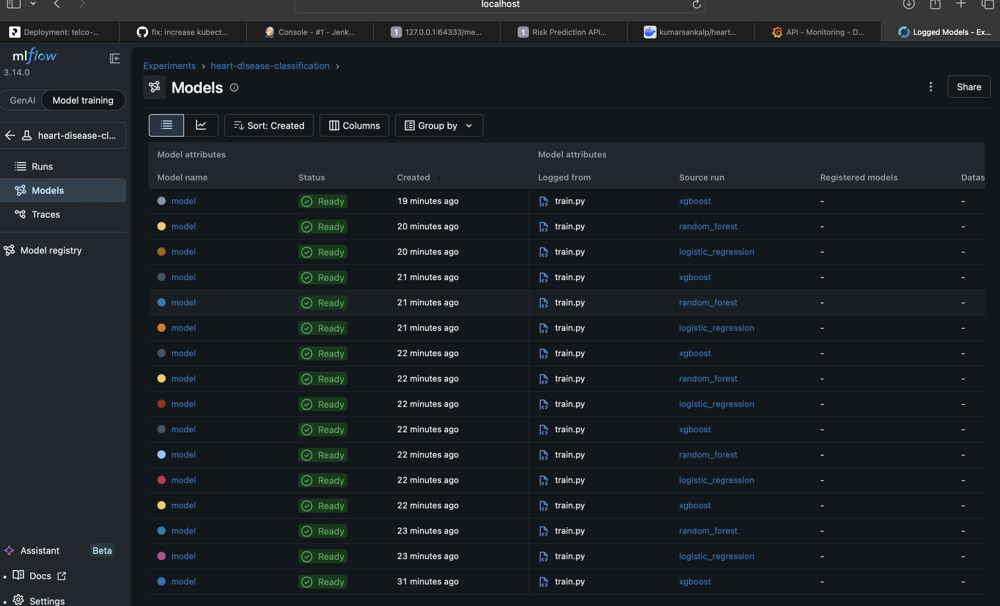 localhost
Deployment: telco-...
fix: increase kubect...
Console - #1 - Jenk...
1 127.0.0.1:64333/me...
1 Risk Prediction API...
kumarsankalp/heart...
API - Monitoring - D...
Logged Models - Ex...
mlflow
3.14.0
GenAI Model training
heart-disease-cl...
Runs
Models
Traces
Model registry
Assistant Beta
Docs
Settings
Experiments › heart-disease-classification ›
Models
Share
Sort: Created Columns Group by
Model attributes Model attributes
Model name Status Created Logged from Source run Registered models Datas
model Ready 19 minutes ago train.py xgboost - -
model Ready 20 minutes ago train.py random_forest - -
model Ready 20 minutes ago train.py logistic_regression - -
model Ready 21 minutes ago train.py xgboost - -
model Ready 21 minutes ago train.py random_forest - -
model Ready 21 minutes ago train.py logistic_regression - -
model Ready 22 minutes ago train.py xgboost - -
model Ready 22 minutes ago train.py random_forest - -
model Ready 22 minutes ago train.py logistic_regression - -
model Ready 22 minutes ago train.py xgboost - -
model Ready 22 minutes ago train.py random_forest - -
model Ready 22 minutes ago train.py logistic_regression - -
model Ready 22 minutes ago train.py xgboost - -
model Ready 23 minutes ago train.py random_forest - -
model Ready 23 minutes ago train.py logistic_regression - -
model Ready 31 minutes ago train.py xgboost - -